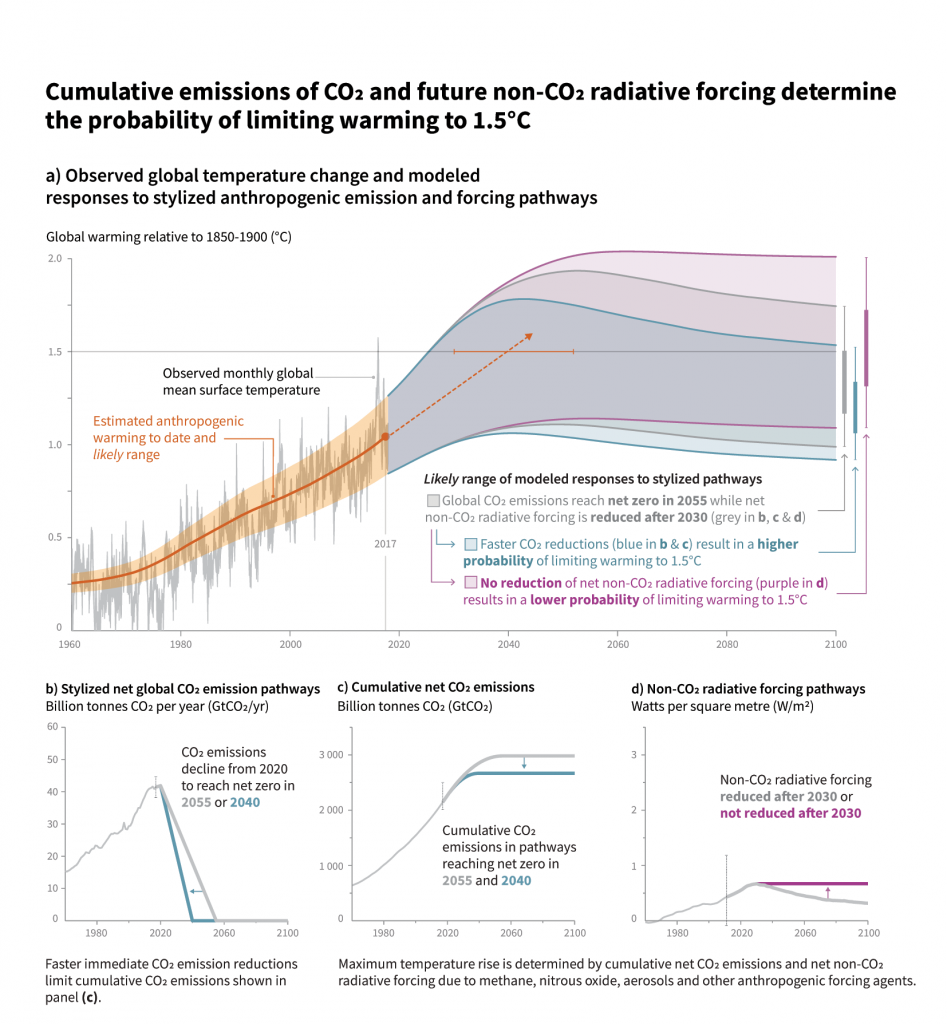 Cumulative emissions of CO₂ and future non-CO₂ radiative forcing determine
the probability of limiting warming to 1.5°C
a) Observed global temperature change and modeled
responses to stylized anthropogenic emission and forcing pathways
Global warming relative to 1850-1900 (°C)
2.0
1.5
1.0
0.5
0
Observed monthly global
mean surface temperature
Estimated anthropogenic
warming to date and
likely range
2017
Likely range of modeled responses to stylized pathways
Global CO₂ emissions reach net zero in 2055 while net
non-CO₂ radiative forcing is reduced after 2030 (grey in b, c & d)
Faster CO₂ reductions (blue in b & c) result in a higher
probability of limiting warming to 1.5°C
No reduction of net non-CO₂ radiative forcing (purple in d)
results in a lower probability of limiting warming to 1.5°C
1960 1980 2000 2020 2040 2060 2080 2100
b) Stylized net global CO₂ emission pathways
Billion tonnes CO₂ per year (GtCO₂/yr)
60
50
40
30
20
10
0
CO₂ emissions
decline from 2020
to reach net zero in
2055 or 2040
1980 2020 2060 2100
Faster immediate CO₂ emission reductions
limit cumulative CO₂ emissions shown in
panel (c).
c) Cumulative net CO₂ emissions
Billion tonnes CO₂ (GtCO₂)
3 000
2 000
1 000
0
Cumulative CO₂
emissions in pathways
reaching net zero in
2055 and 2040
1980 2020 2060 2100
d) Non-CO₂ radiative forcing pathways
Watts per square metre (W/m²)
3
2
1
0
Non-CO₂ radiative forcing
reduced after 2030 or
not reduced after 2030
1980 2020 2060 2100
Maximum temperature rise is determined by cumulative net CO₂ emissions and net non-CO₂
radiative forcing due to methane, nitrous oxide, aerosols and other anthropogenic forcing agents.